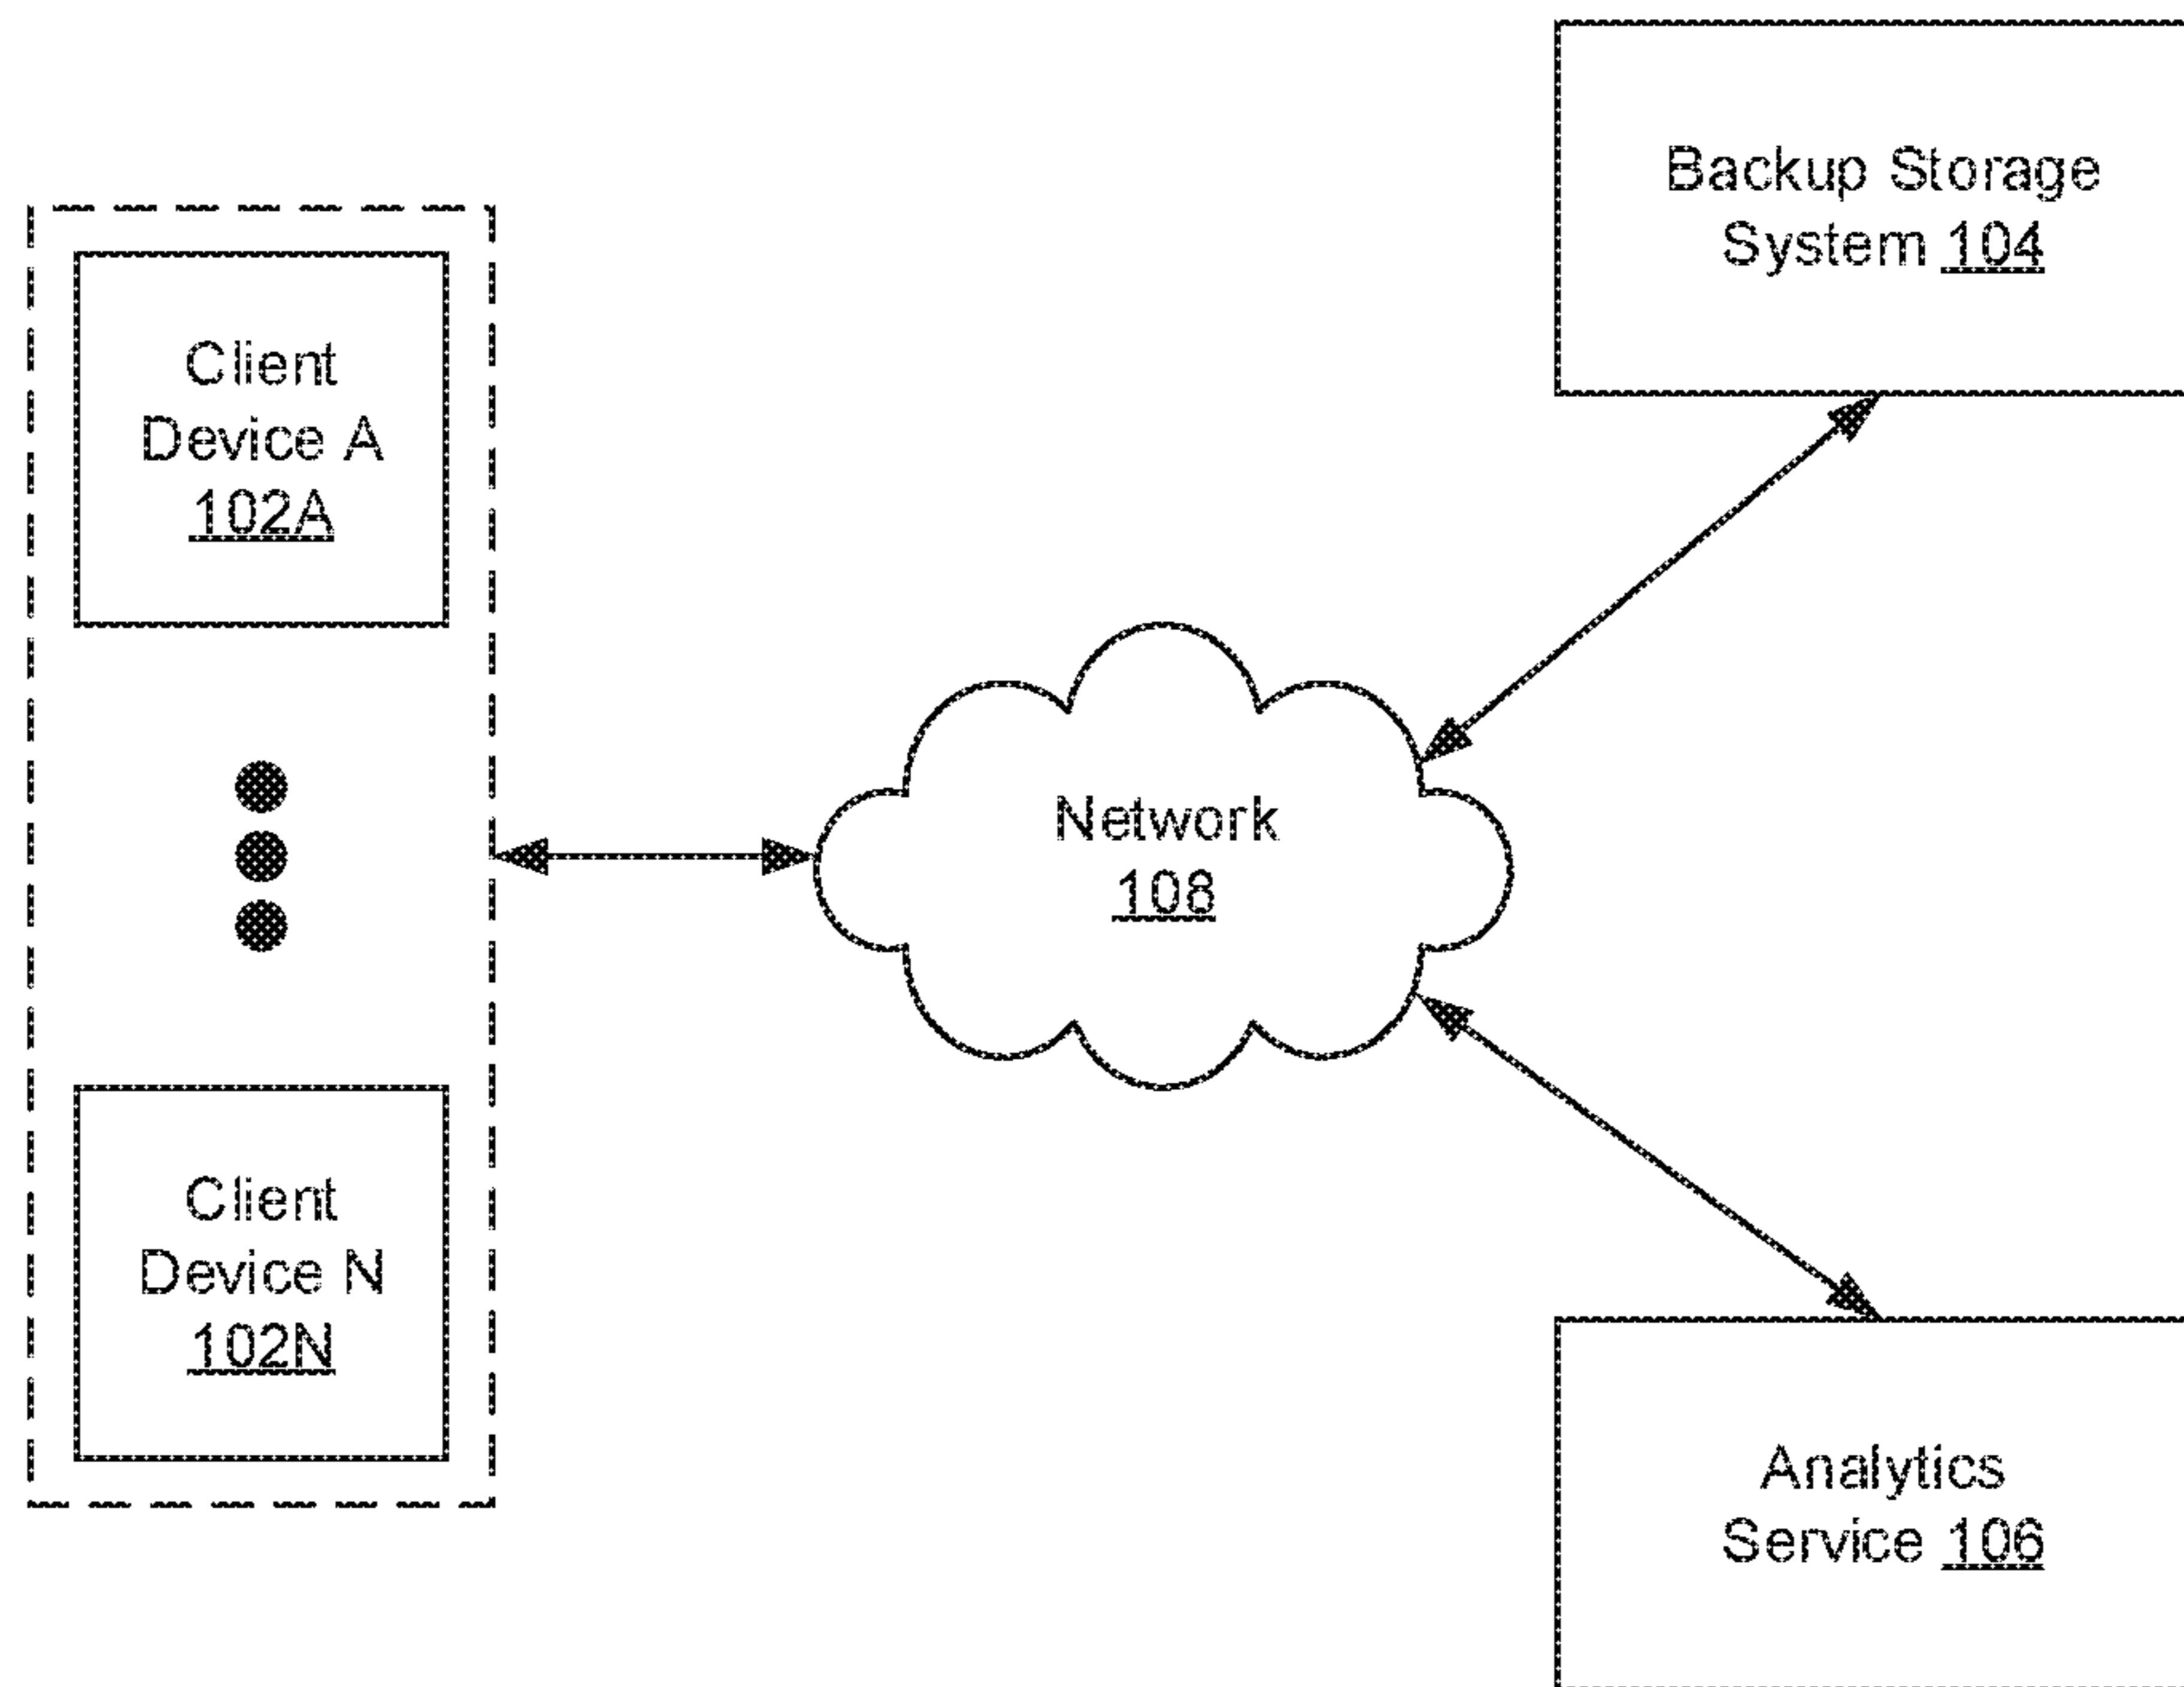 Backup Storage
System 104
Client
Device A
102A
Network
108
Client
Device N
102N
Analytics
Service 106